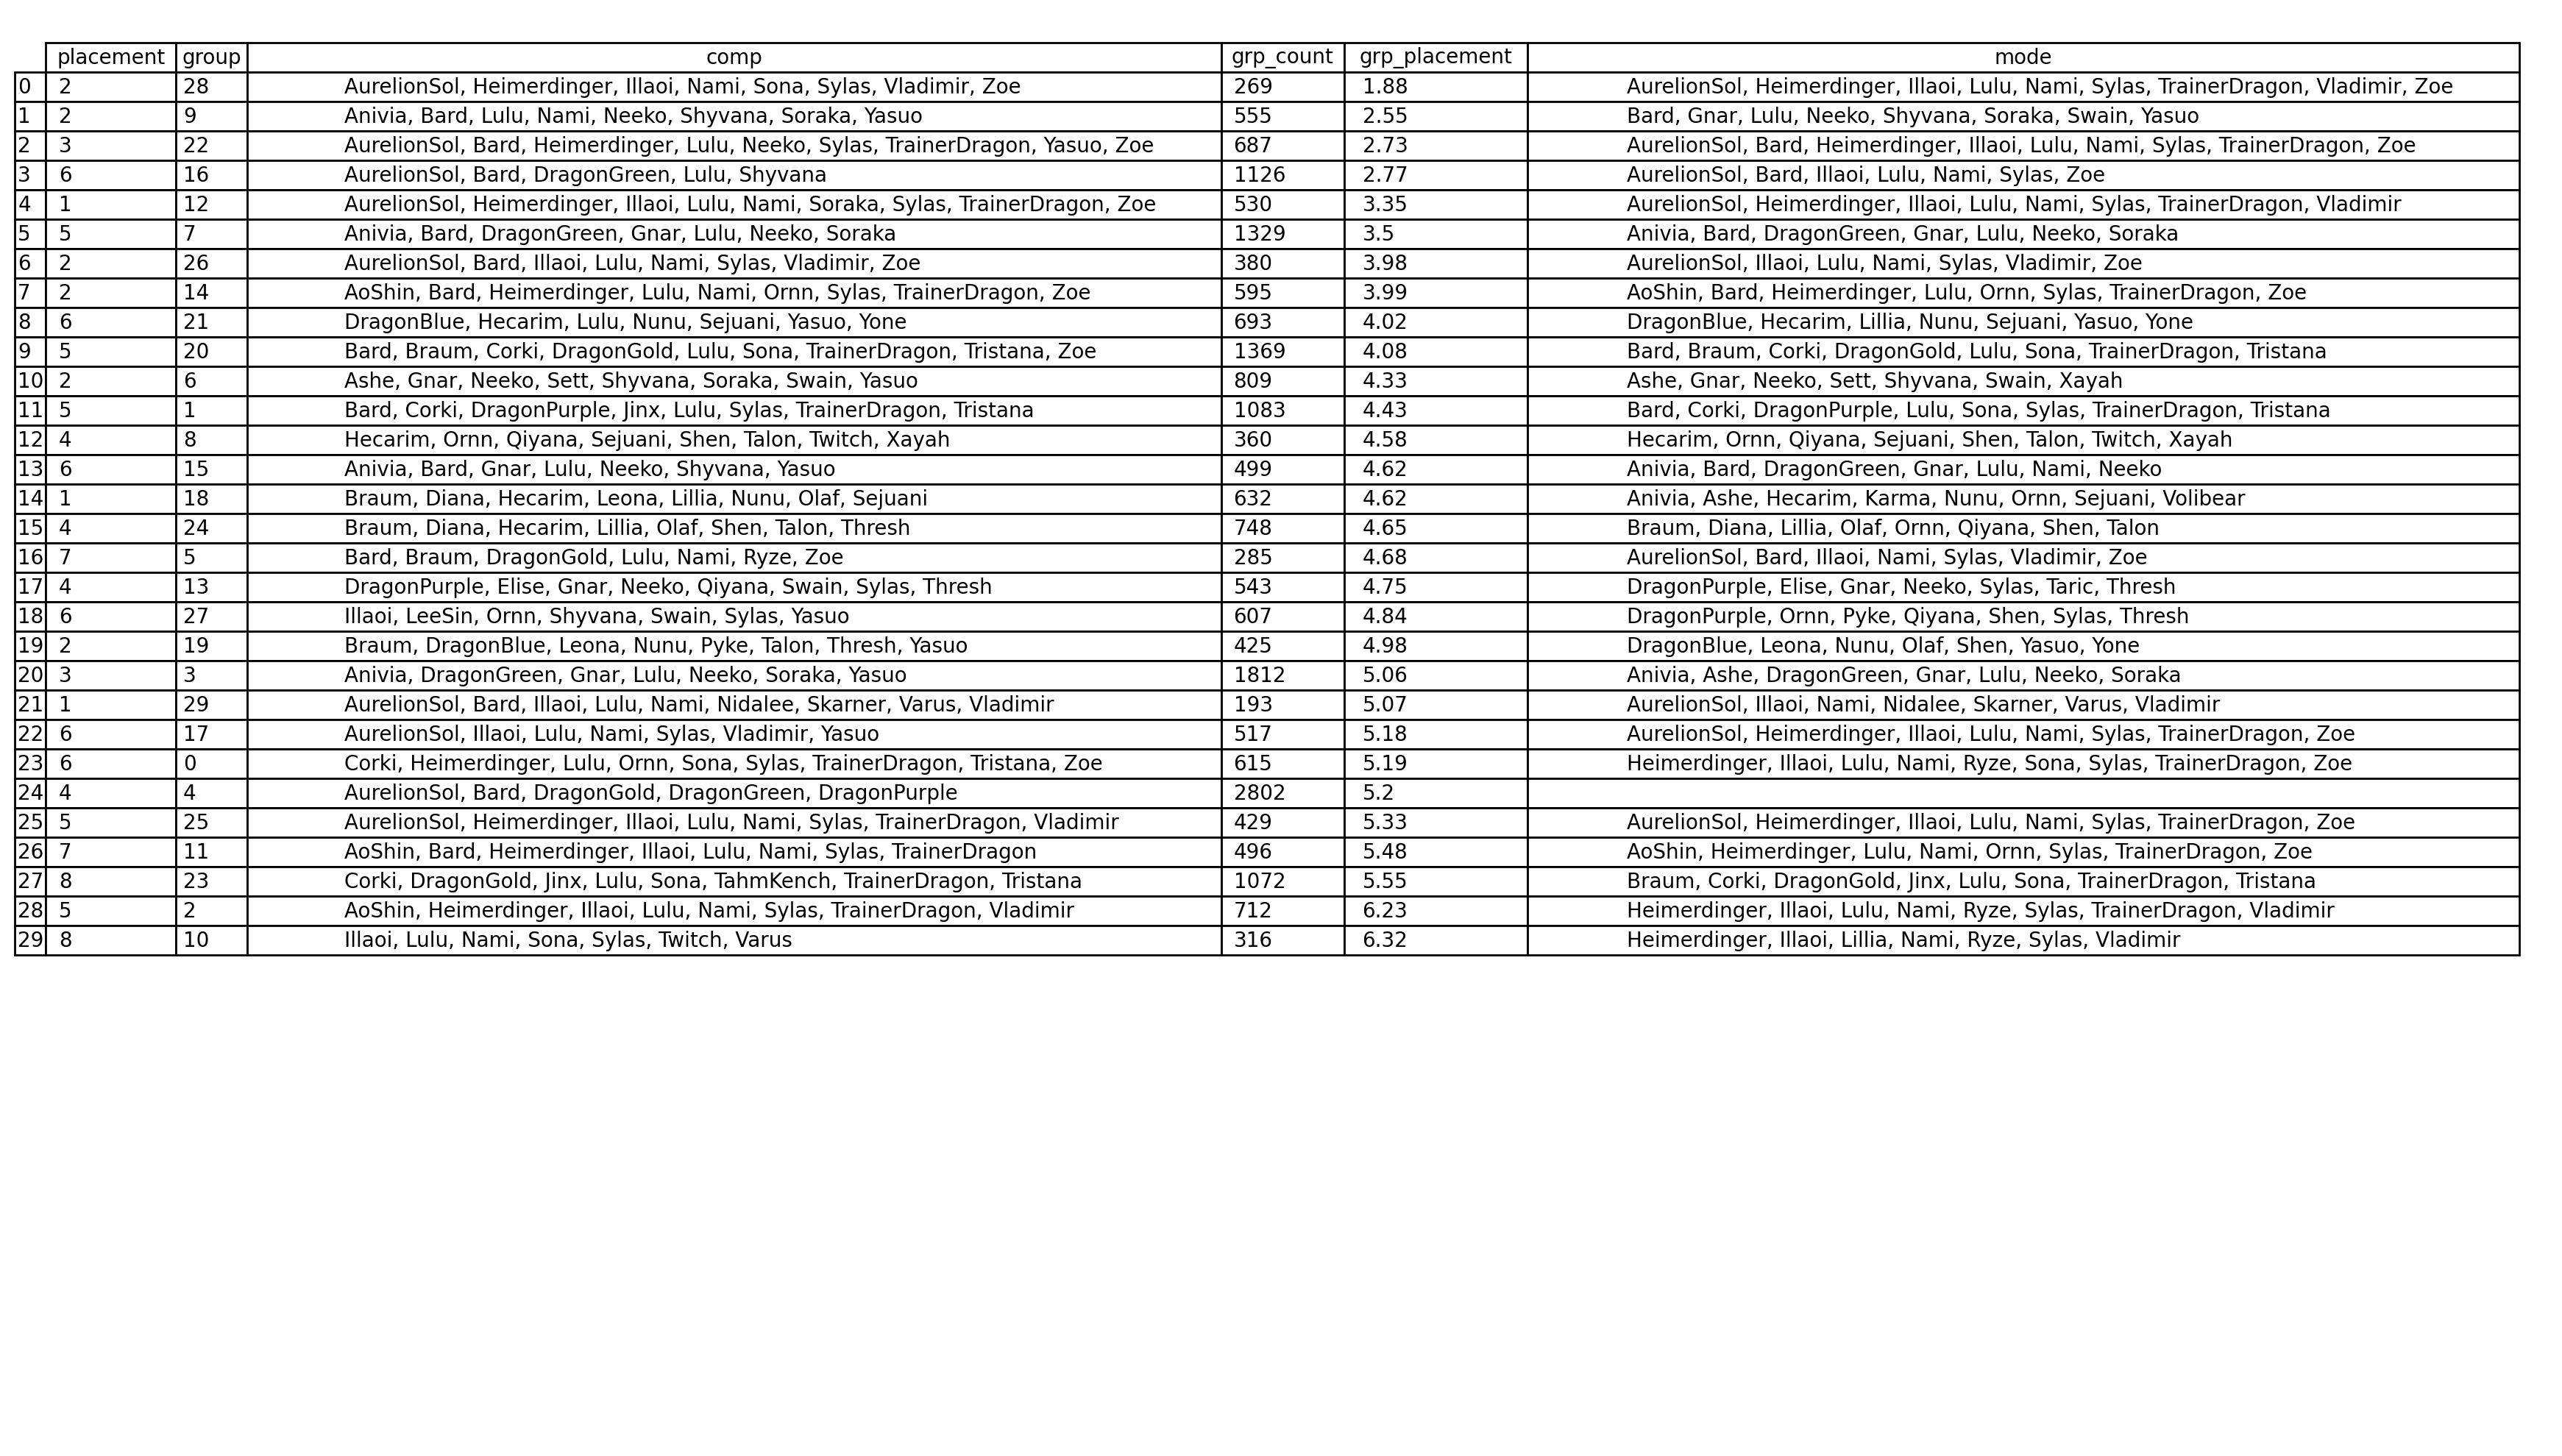 placement group comp grp_count grp_placement mode
0 2 28 AurelionSol, Heimerdinger, Illaoi, Nami, Sona, Sylas, Vladimir, Zoe 269 1.88 AurelionSol, Heimerdinger, Illaoi, Lulu, Nami, Sylas, TrainerDragon, Vladimir, Zoe
1 2 9 Anivia, Bard, Lulu, Nami, Neeko, Shyvana, Soraka, Yasuo 555 2.55 Bard, Gnar, Lulu, Neeko, Shyvana, Soraka, Swain, Yasuo
2 3 22 AurelionSol, Bard, Heimerdinger, Lulu, Neeko, Sylas, TrainerDragon, Yasuo, Zoe 687 2.73 AurelionSol, Bard, Heimerdinger, Illaoi, Lulu, Nami, Sylas, TrainerDragon, Zoe
3 6 16 AurelionSol, Bard, DragonGreen, Lulu, Shyvana 1126 2.77 AurelionSol, Bard, Illaoi, Lulu, Nami, Sylas, Zoe
4 1 12 AurelionSol, Heimerdinger, Illaoi, Lulu, Nami, Soraka, Sylas, TrainerDragon, Zoe 530 3.35 AurelionSol, Heimerdinger, Illaoi, Lulu, Nami, Sylas, TrainerDragon, Vladimir
5 5 7 Anivia, Bard, DragonGreen, Gnar, Lulu, Neeko, Soraka 1329 3.5 Anivia, Bard, DragonGreen, Gnar, Lulu, Neeko, Soraka
6 2 26 AurelionSol, Bard, Illaoi, Lulu, Nami, Sylas, Vladimir, Zoe 380 3.98 AurelionSol, Illaoi, Lulu, Nami, Sylas, Vladimir, Zoe
7 2 14 AoShin, Bard, Heimerdinger, Lulu, Nami, Ornn, Sylas, TrainerDragon, Zoe 595 3.99 AoShin, Bard, Heimerdinger, Lulu, Ornn, Sylas, TrainerDragon, Zoe
8 6 21 DragonBlue, Hecarim, Lulu, Nunu, Sejuani, Yasuo, Yone 693 4.02 DragonBlue, Hecarim, Lillia, Nunu, Sejuani, Yasuo, Yone
9 5 20 Bard, Braum, Corki, DragonGold, Lulu, Sona, TrainerDragon, Tristana, Zoe 1369 4.08 Bard, Braum, Corki, DragonGold, Lulu, Sona, TrainerDragon, Tristana
10 2 6 Ashe, Gnar, Neeko, Sett, Shyvana, Soraka, Swain, Yasuo 809 4.33 Ashe, Gnar, Neeko, Sett, Shyvana, Swain, Xayah
11 5 1 Bard, Corki, DragonPurple, Jinx, Lulu, Sylas, TrainerDragon, Tristana 1083 4.43 Bard, Corki, DragonPurple, Lulu, Sona, Sylas, TrainerDragon, Tristana
12 4 8 Hecarim, Ornn, Qiyana, Sejuani, Shen, Talon, Twitch, Xayah 360 4.58 Hecarim, Ornn, Qiyana, Sejuani, Shen, Talon, Twitch, Xayah
13 6 15 Anivia, Bard, Gnar, Lulu, Neeko, Shyvana, Yasuo 499 4.62 Anivia, Bard, DragonGreen, Gnar, Lulu, Nami, Neeko
14 1 18 Braum, Diana, Hecarim, Leona, Lillia, Nunu, Olaf, Sejuani 632 4.62 Anivia, Ashe, Hecarim, Karma, Nunu, Ornn, Sejuani, Volibear
15 4 24 Braum, Diana, Hecarim, Lillia, Olaf, Shen, Talon, Thresh 748 4.65 Braum, Diana, Lillia, Olaf, Ornn, Qiyana, Shen, Talon
16 7 5 Bard, Braum, DragonGold, Lulu, Nami, Ryze, Zoe 285 4.68 AurelionSol, Bard, Illaoi, Nami, Sylas, Vladimir, Zoe
17 4 13 DragonPurple, Elise, Gnar, Neeko, Qiyana, Swain, Sylas, Thresh 543 4.75 DragonPurple, Elise, Gnar, Neeko, Sylas, Taric, Thresh
18 6 27 Illaoi, LeeSin, Ornn, Shyvana, Swain, Sylas, Yasuo 607 4.84 DragonPurple, Ornn, Pyke, Qiyana, Shen, Sylas, Thresh
19 2 19 Braum, DragonBlue, Leona, Nunu, Pyke, Talon, Thresh, Yasuo 425 4.98 DragonBlue, Leona, Nunu, Olaf, Shen, Yasuo, Yone
20 3 3 Anivia, DragonGreen, Gnar, Lulu, Neeko, Soraka, Yasuo 1812 5.06 Anivia, Ashe, DragonGreen, Gnar, Lulu, Neeko, Soraka
21 1 29 AurelionSol, Bard, Illaoi, Lulu, Nami, Nidalee, Skarner, Varus, Vladimir 193 5.07 AurelionSol, Illaoi, Nami, Nidalee, Skarner, Varus, Vladimir
22 6 17 AurelionSol, Illaoi, Lulu, Nami, Sylas, Vladimir, Yasuo 517 5.18 AurelionSol, Heimerdinger, Illaoi, Lulu, Nami, Sylas, TrainerDragon, Zoe
23 6 0 Corki, Heimerdinger, Lulu, Ornn, Sona, Sylas, TrainerDragon, Tristana, Zoe 615 5.19 Heimerdinger, Illaoi, Lulu, Nami, Ryze, Sona, Sylas, TrainerDragon, Zoe
24 4 4 AurelionSol, Bard, DragonGold, DragonGreen, DragonPurple 2802 5.2
25 5 25 AurelionSol, Heimerdinger, Illaoi, Lulu, Nami, Sylas, TrainerDragon, Vladimir 429 5.33 AurelionSol, Heimerdinger, Illaoi, Lulu, Nami, Sylas, TrainerDragon, Zoe
26 7 11 AoShin, Bard, Heimerdinger, Illaoi, Lulu, Nami, Sylas, TrainerDragon 496 5.48 AoShin, Heimerdinger, Lulu, Nami, Ornn, Sylas, TrainerDragon, Zoe
27 8 23 Corki, DragonGold, Jinx, Lulu, Sona, TahmKench, TrainerDragon, Tristana 1072 5.55 Braum, Corki, DragonGold, Jinx, Lulu, Sona, TrainerDragon, Tristana
28 5 2 AoShin, Heimerdinger, Illaoi, Lulu, Nami, Sylas, TrainerDragon, Vladimir 712 6.23 Heimerdinger, Illaoi, Lulu, Nami, Ryze, Sylas, TrainerDragon, Vladimir
29 8 10 Illaoi, Lulu, Nami, Sona, Sylas, Twitch, Varus 316 6.32 Heimerdinger, Illaoi, Lillia, Nami, Ryze, Sylas, Vladimir